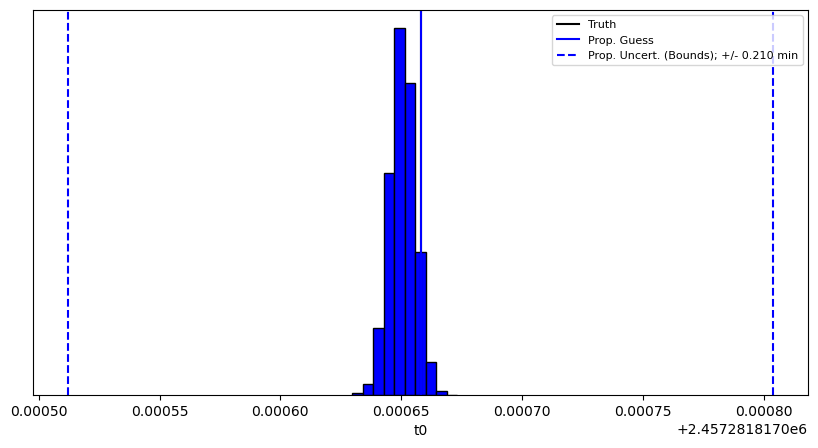 Truth
Prop. Guess
Prop. Uncert. (Bounds); +/- 0.210 min
0.00050 0.00055 0.00060 0.00065 0.00070 0.00075 0.00080
t0
+2.4572818170e6